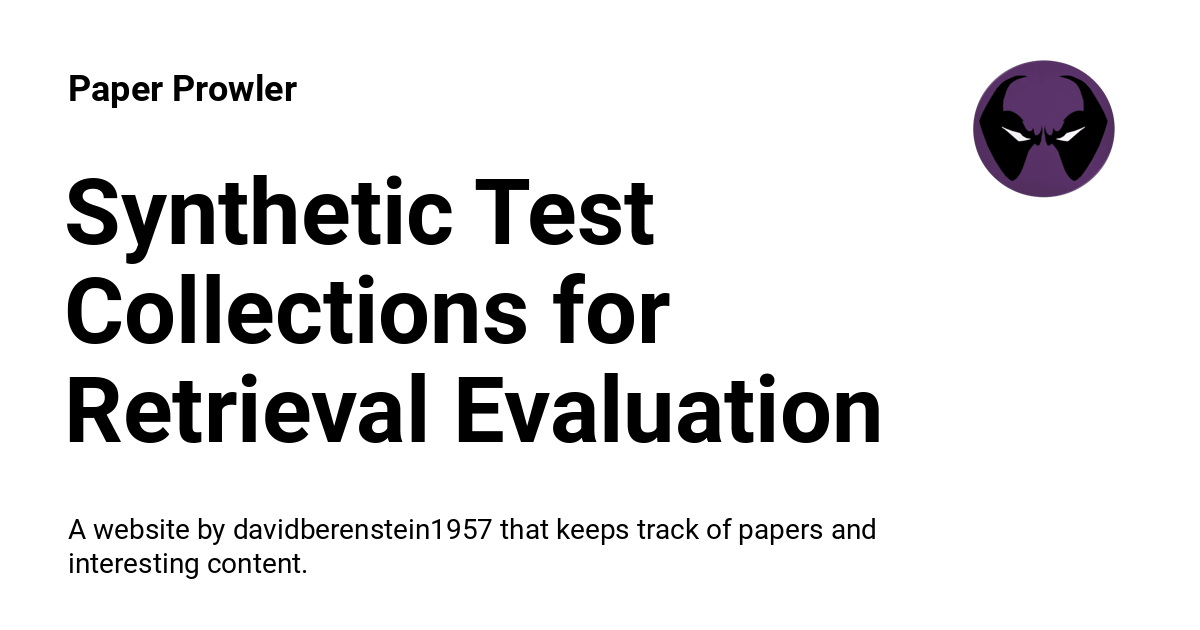 Paper Prowler
Synthetic Test
Collections for
Retrieval Evaluation
A website by davidberenstein1957 that keeps track of papers and
interesting content.